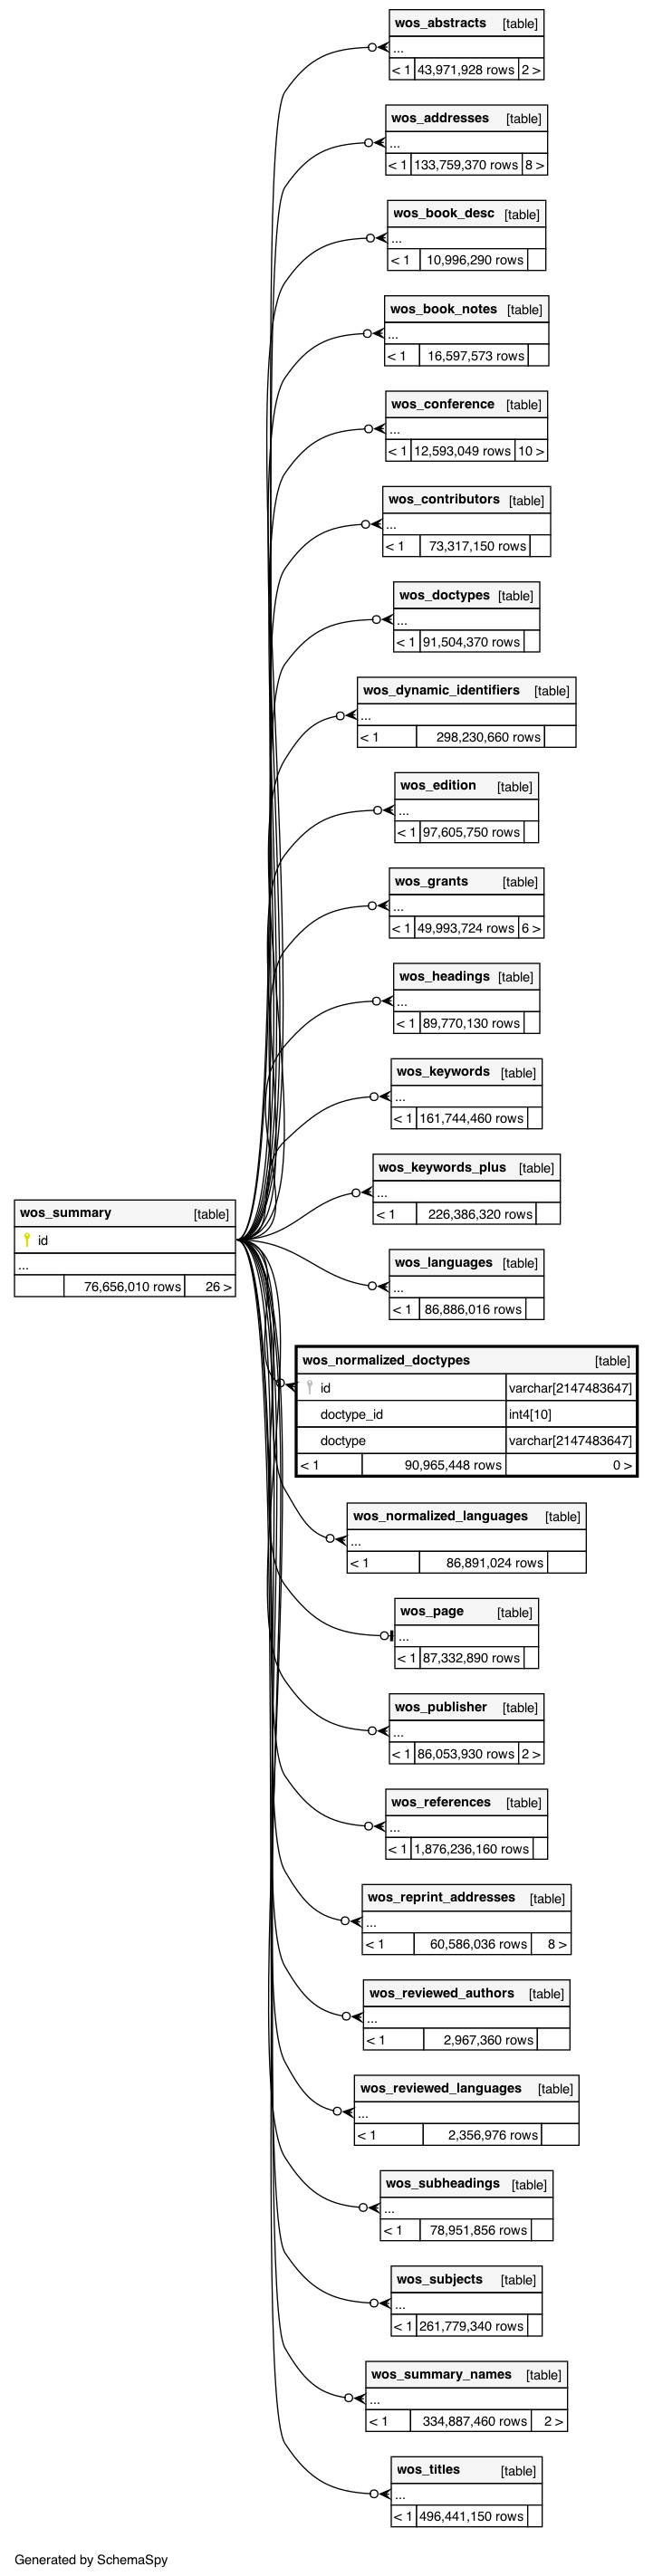 wos_abstracts [table]
...
< 1 43,971,928 rows 2 >
wos_addresses [table]
...
< 1 133,759,370 rows 8 >
wos_book_desc [table]
...
< 1 10,996,290 rows
wos_book_notes [table]
...
< 1 16,597,573 rows
wos_conference [table]
...
< 1 12,593,049 rows 10 >
wos_contributors [table]
...
< 1 73,317,150 rows
wos_doctypes [table]
...
< 1 91,504,370 rows
wos_dynamic_identifiers [table]
...
< 1 298,230,660 rows
wos_edition [table]
...
< 1 97,605,750 rows
wos_grants [table]
...
< 1 49,993,724 rows 6 >
wos_headings [table]
...
< 1 89,770,130 rows
wos_keywords [table]
...
< 1 161,744,460 rows
wos_keywords_plus [table]
...
< 1 226,386,320 rows
wos_summary [table]
id
...
76,656,010 rows 26 >
wos_languages [table]
...
< 1 86,886,016 rows
wos_normalized_doctypes [table]
id varchar[2147483647]
doctype_id int4[10]
doctype varchar[2147483647]
< 1 90,965,448 rows 0 >
wos_normalized_languages [table]
...
< 1 86,891,024 rows
wos_page [table]
...
< 1 87,332,890 rows
wos_publisher [table]
...
< 1 86,053,930 rows 2 >
wos_references [table]
...
< 1 1,876,236,160 rows
wos_reprint_addresses [table]
...
< 1 60,586,036 rows 8 >
wos_reviewed_authors [table]
...
< 1 2,967,360 rows
wos_reviewed_languages [table]
...
< 1 2,356,976 rows
wos_subheadings [table]
...
< 1 78,951,856 rows
wos_subjects [table]
...
< 1 261,779,340 rows
wos_summary_names [table]
...
< 1 334,887,460 rows 2 >
wos_titles [table]
...
< 1 496,441,150 rows
Generated by SchemaSpy